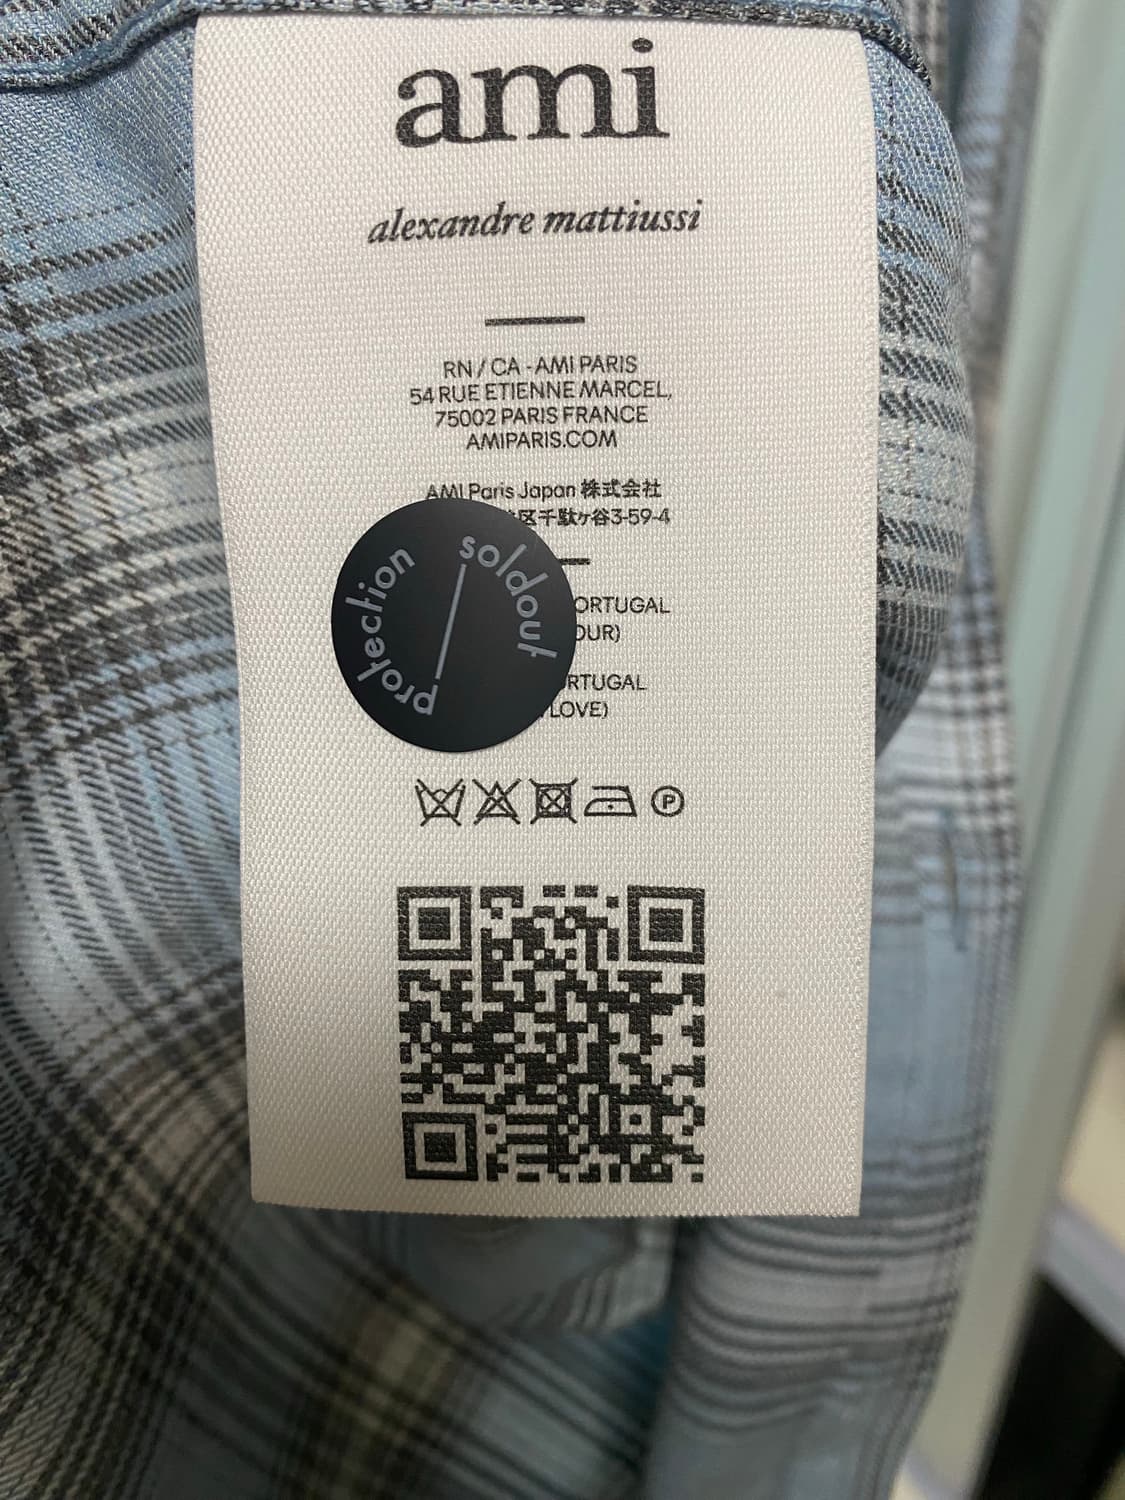 ami
alexandre mattiussi
RN / CA - AMI PARIS
54 RUE ETIENNE MARCEL,
75002 PARIS FRANCE
AMIPARIS.COM
AMI Paris Japan 株式会社
区千駄ヶ谷3-59-4
protection soldout
ORTUGAL
OUR)
RTUGAL
/LOVE)
P